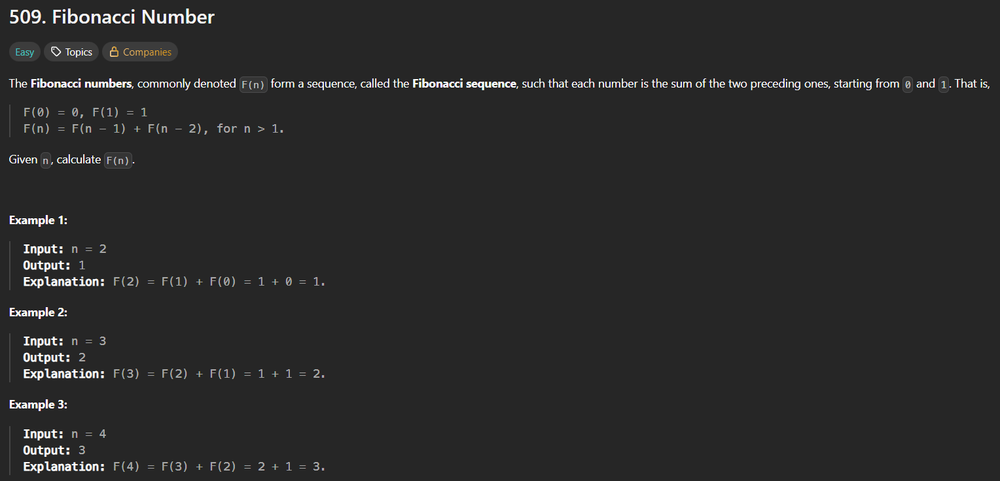 509. Fibonacci Number
Easy Topics Companies
The Fibonacci numbers, commonly denoted F(n) form a sequence, called the Fibonacci sequence, such that each number is the sum of the two preceding ones, starting from 0 and 1. That is,
F(0) = 0, F(1) = 1
F(n) = F(n - 1) + F(n - 2), for n > 1.
Given n, calculate F(n).
Example 1:
Input: n = 2
Output: 1
Explanation: F(2) = F(1) + F(0) = 1 + 0 = 1.
Example 2:
Input: n = 3
Output: 2
Explanation: F(3) = F(2) + F(1) = 1 + 1 = 2.
Example 3:
Input: n = 4
Output: 3
Explanation: F(4) = F(3) + F(2) = 2 + 1 = 3.